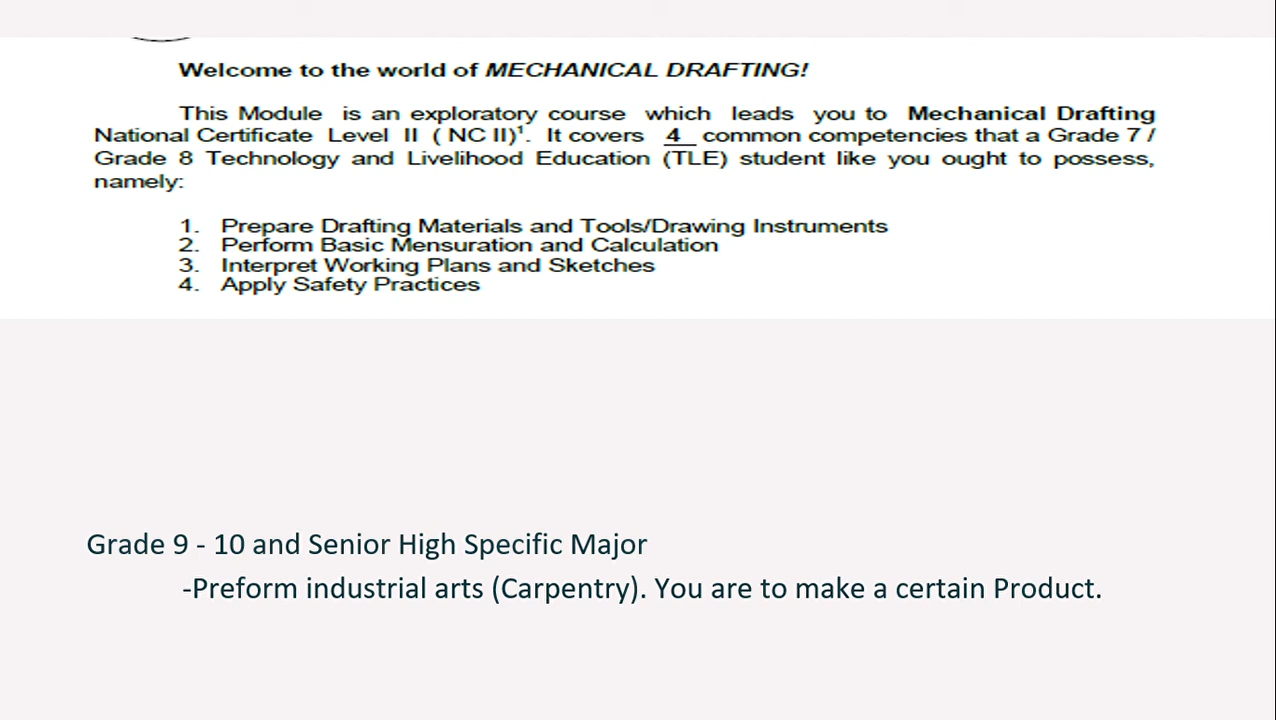 Welcome to the world of MECHANICAL DRAFTING!
This Module is an exploratory course which leads you to Mechanical Drafting
National Certificate Level II ( NC II)¹. It covers 4 common competencies that a Grade 7 /
Grade 8 Technology and Livelihood Education (TLE) student like you ought to possess,
namely:
1. Prepare Drafting Materials and Tools/Drawing Instruments
2. Perform Basic Mensuration and Calculation
3. Interpret Working Plans and Sketches
4. Apply Safety Practices
Grade 9 - 10 and Senior High Specific Major
-Preform industrial arts (Carpentry). You are to make a certain Product.